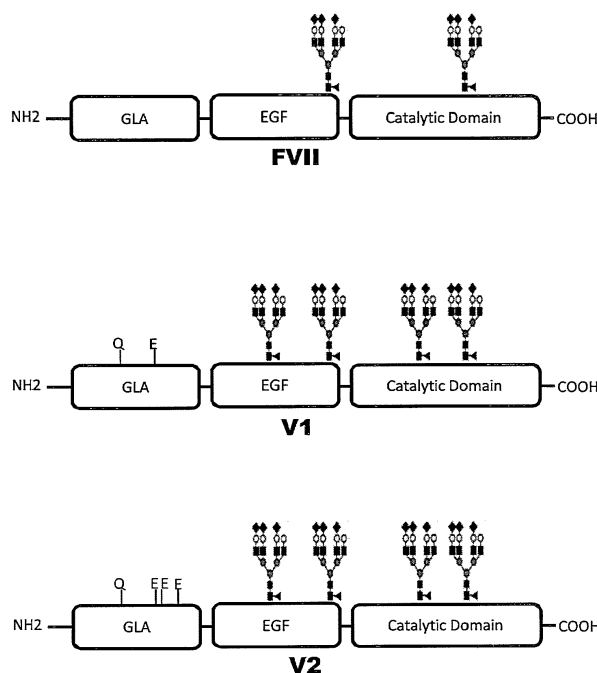 NH2 GLA EGF Catalytic Domain COOH
FVII
Q E
NH2 GLA EGF Catalytic Domain COOH
V1
Q E E E
NH2 GLA EGF Catalytic Domain COOH
V2